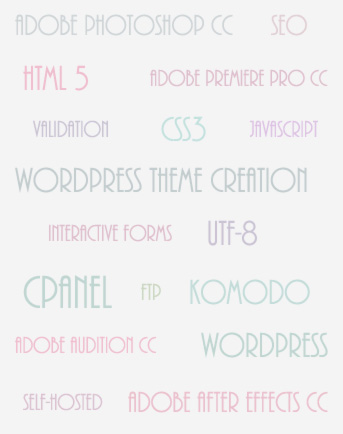 ADOBE PHOTOSHOP CC SEO
HTML 5 ADOBE PREMIERE PRO CC
VALIDATION CSS3 JAVASCRIPT
WORDPRESS THEME CREATION
INTERACTIVE FORMS UTF-8
CPANEL FTP KOMODO
ADOBE AUDITION CC WORDPRESS
SELF-HOSTED ADOBE AFTER EFFECTS CC